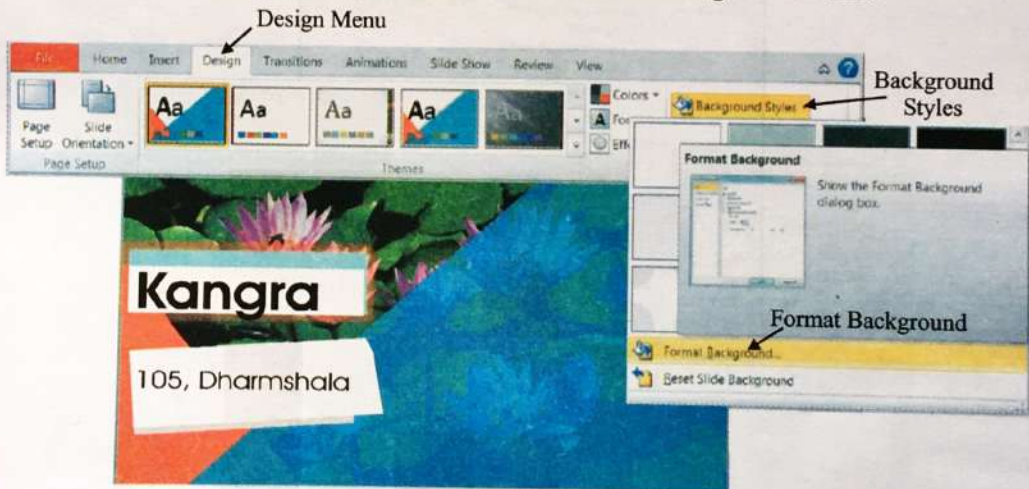 Design Menu
File Home Insert Design Transitions Animations Slide Show Review View
Background
Styles
Page
Setup
Slide
Orientation
Aa Aa Aa Aa Aa
Colors
Background Styles
Page Setup
Themes
Format Background
Show the Format Background
dialog box.
Kangra
105, Dharmshala
Format Background
Format Background...
Reset Slide Background